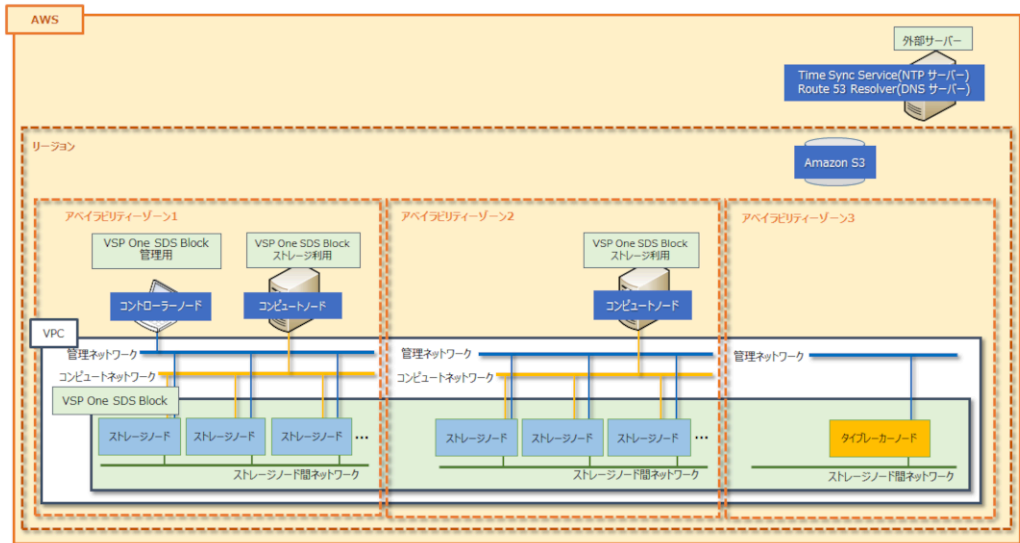 AWS
外部サーバー
Time Sync Service(NTP サーバー)
Route 53 Resolver(DNS サーバー)
リージョン
Amazon S3
アベイラビリティーゾーン1
アベイラビリティーゾーン2
アベイラビリティーゾーン3
VSP One SDS Block
管理用
VSP One SDS Block
ストレージ利用
VSP One SDS Block
ストレージ利用
コントローラーノード
コンピュートノード
コンピュートノード
VPC
管理ネットワーク
管理ネットワーク
管理ネットワーク
コンピュートネットワーク
コンピュートネットワーク
VSP One SDS Block
ストレージノード
ストレージノード
ストレージノード
…
ストレージノード
ストレージノード
ストレージノード
…
タイブレーカーノード
ストレージノード間ネットワーク
ストレージノード間ネットワーク
ストレージノード間ネットワーク